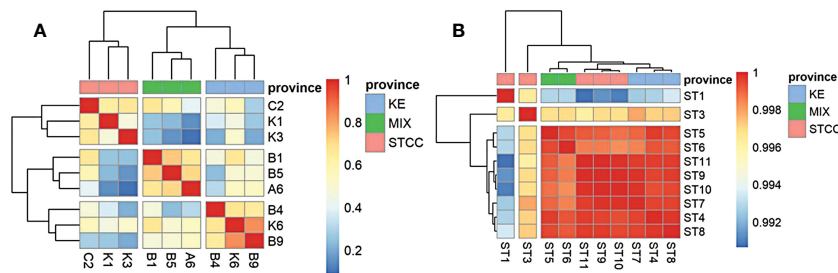 A
province
C2
K1
K3
B1
B5
A6
B4
K6
B9
C2 K1 K3 B1 B5 A6 B4 K6 B9
1
0.8
0.6
0.4
0.2
province
KE
MIX
STCC
B
province
ST1
ST3
ST5
ST6
ST11
ST9
ST10
ST7
ST4
ST8
ST1 ST3 ST5 ST6 ST11 ST9 ST10 ST7 ST4 ST8
1
0.998
0.996
0.994
0.992
province
KE
MIX
STCC